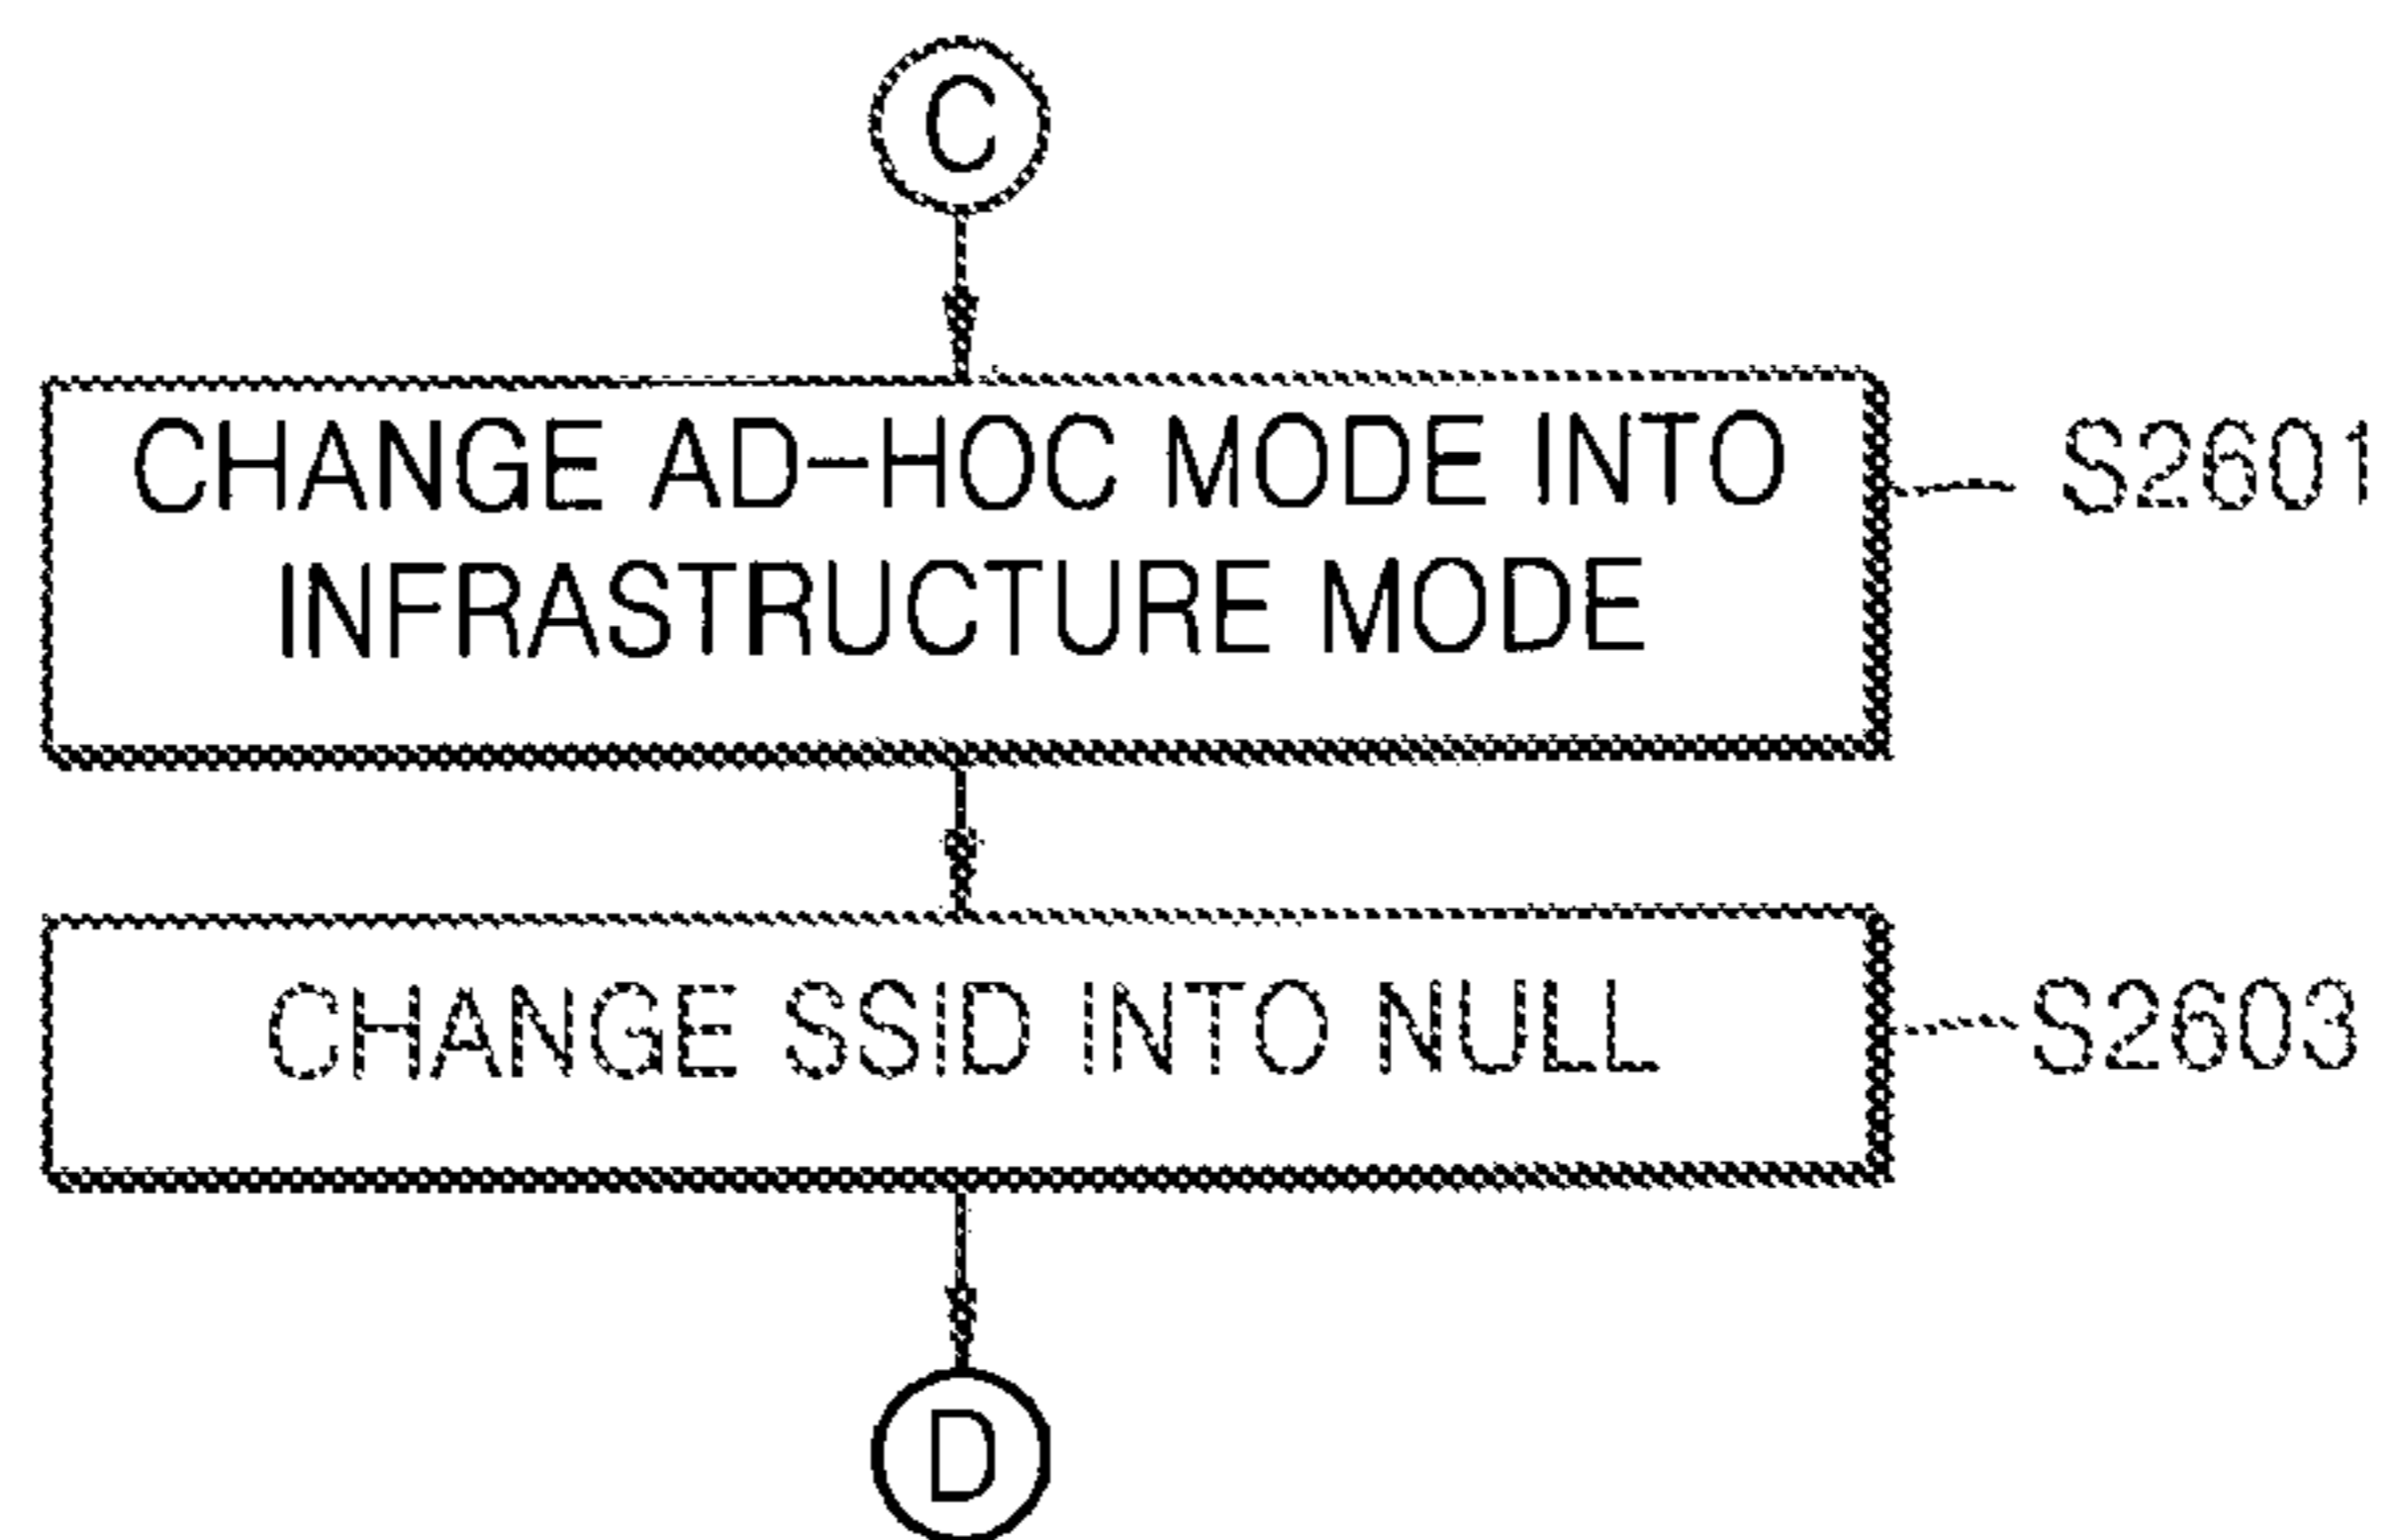 C
CHANGE AD-HOC MODE INTO
INFRASTRUCTURE MODE
S2601
CHANGE SSID INTO NULL
S2603
D